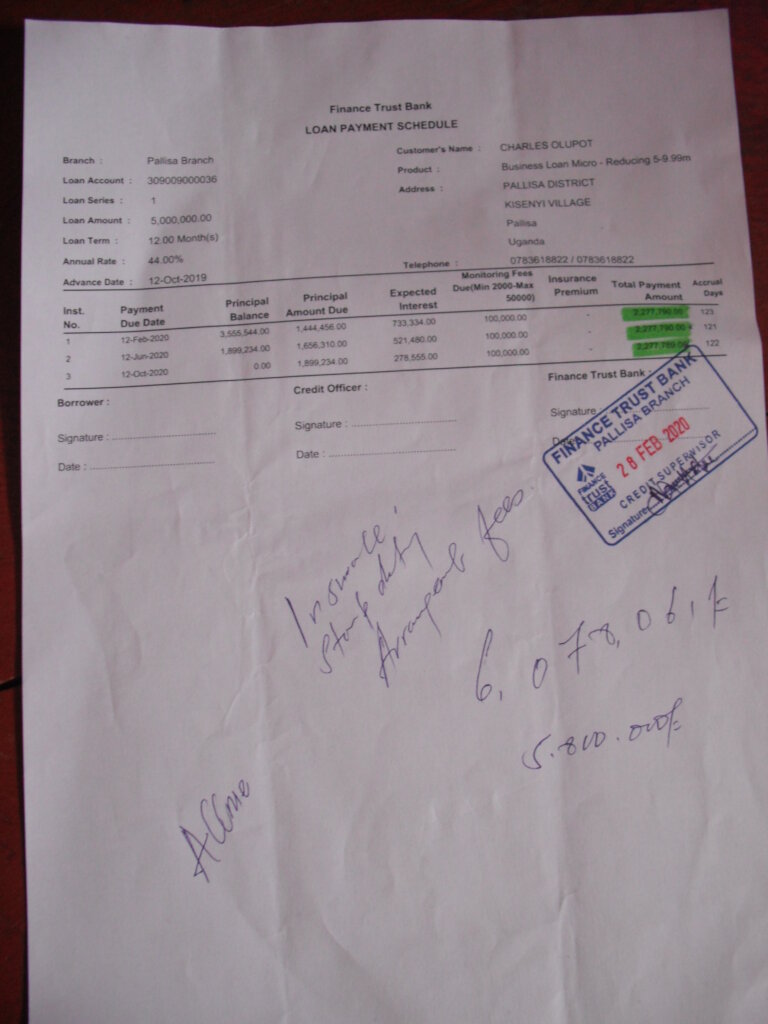 Finance Trust Bank
LOAN PAYMENT SCHEDULE
Branch : Pallisa Branch
Loan Account : 309009000036
Loan Series : 1
Loan Amount : 5,000,000.00
Loan Term : 12.00 Month(s)
Annual Rate : 44.00%
Advance Date : 12-Oct-2019
Customer's Name : CHARLES OLUPOT
Product : Business Loan Micro - Reducing 5-9.99m
Address : PALLISA DISTRICT
KISENYI VILLAGE
Pallisa
Uganda
Telephone : 0783618822 / 0783618822
Inst. No. Payment Due Date Principal Balance Principal Amount Due Expected Interest Monitoring Fees Due(Min 2000-Max 50000) Insurance Premium Total Payment Amount Accrual Days
1 12-Feb-2020 3,555,544.00 1,444,456.00 733,334.00 100,000.00 - 2,277,790.00 123
2 12-Jun-2020 1,899,234.00 1,656,310.00 521,480.00 100,000.00 - 2,277,790.00 121
3 12-Oct-2020 0.00 1,899,234.00 278,555.00 100,000.00 - 2,277,789.00 122
Borrower :
Signature :
Date :
Credit Officer :
Signature :
Date :
Finance Trust Bank :
Signature
Date
FINANCE TRUST BANK
PALLISA BRANCH
28 FEB 2020
FINANCE
trust
BANK
CREDIT SUPERVISOR
Signature
Insurance.
Stamp duty
Arrangement fees.
6,078,061/=
5.800.000/=